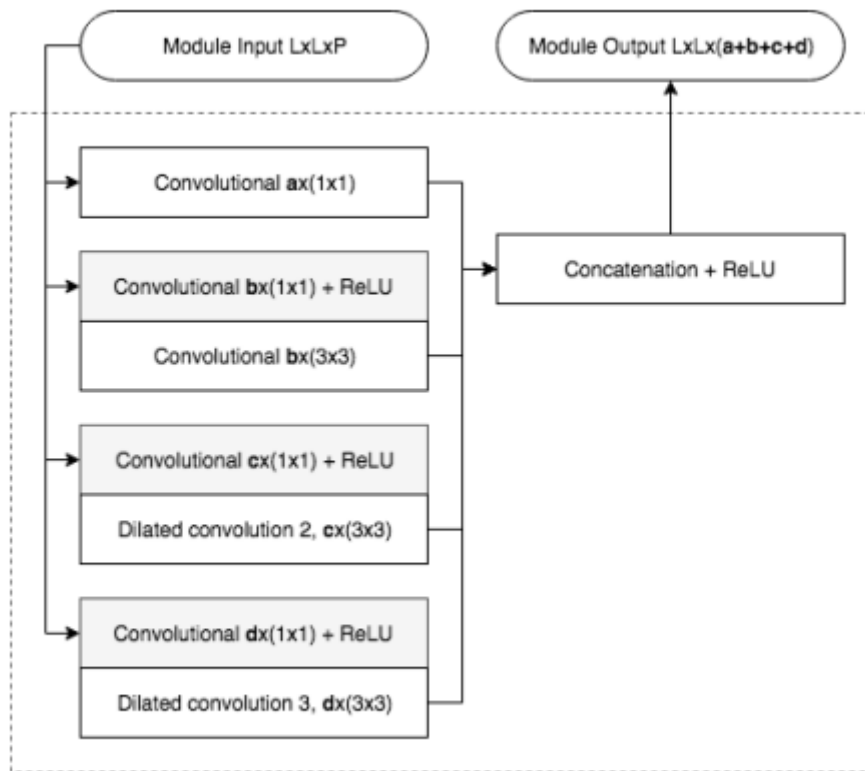 Module Input LxLxP
Module Output LxLx(a+b+c+d)
Convolutional ax(1x1)
Convolutional bx(1x1) + ReLU
Convolutional bx(3x3)
Concatenation + ReLU
Convolutional cx(1x1) + ReLU
Dilated convolution 2, cx(3x3)
Convolutional dx(1x1) + ReLU
Dilated convolution 3, dx(3x3)